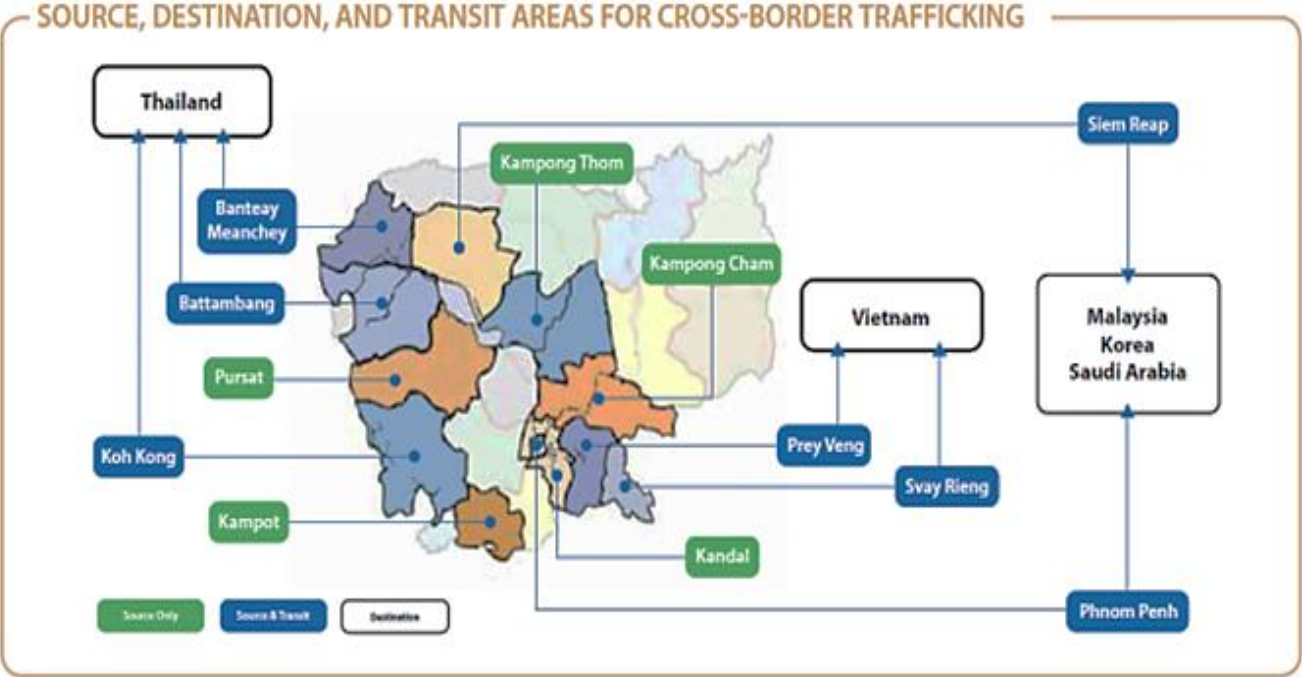 SOURCE, DESTINATION, AND TRANSIT AREAS FOR CROSS-BORDER TRAFFICKING
Thailand
Siem Reap
Kampong Thom
Banteay
Meanchey
Kampong Cham
Battambang
Vietnam
Malaysia
Korea
Saudi Arabia
Pursat
Koh Kong
Prey Veng
Svay Rieng
Kampot
Kandal
Phnom Penh
Source Only
Source & Transit
Destination